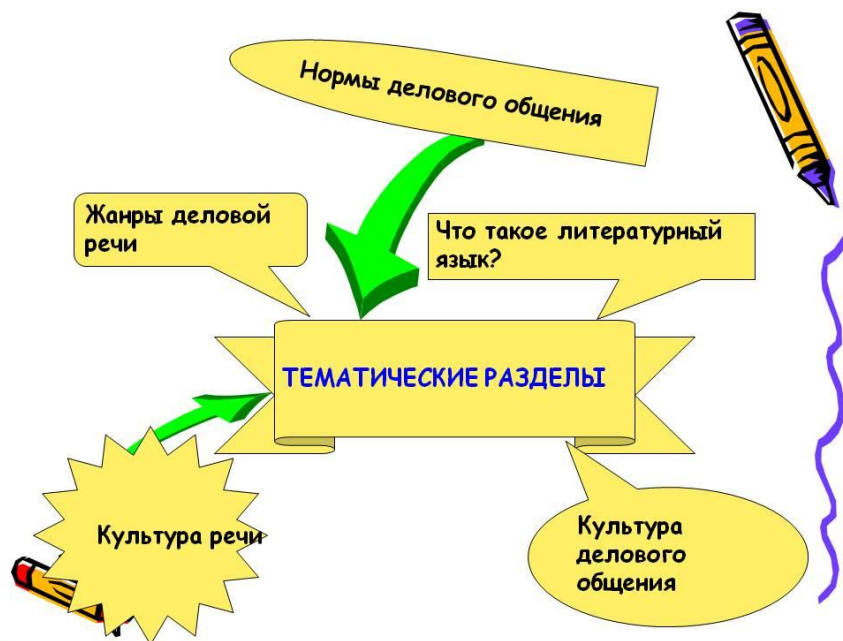 Нормы делового общения
Жанры деловой
речи
Что такое литературный
язык?
ТЕМАТИЧЕСКИЕ РАЗДЕЛЫ
Культура речи
Культура
делового
общения